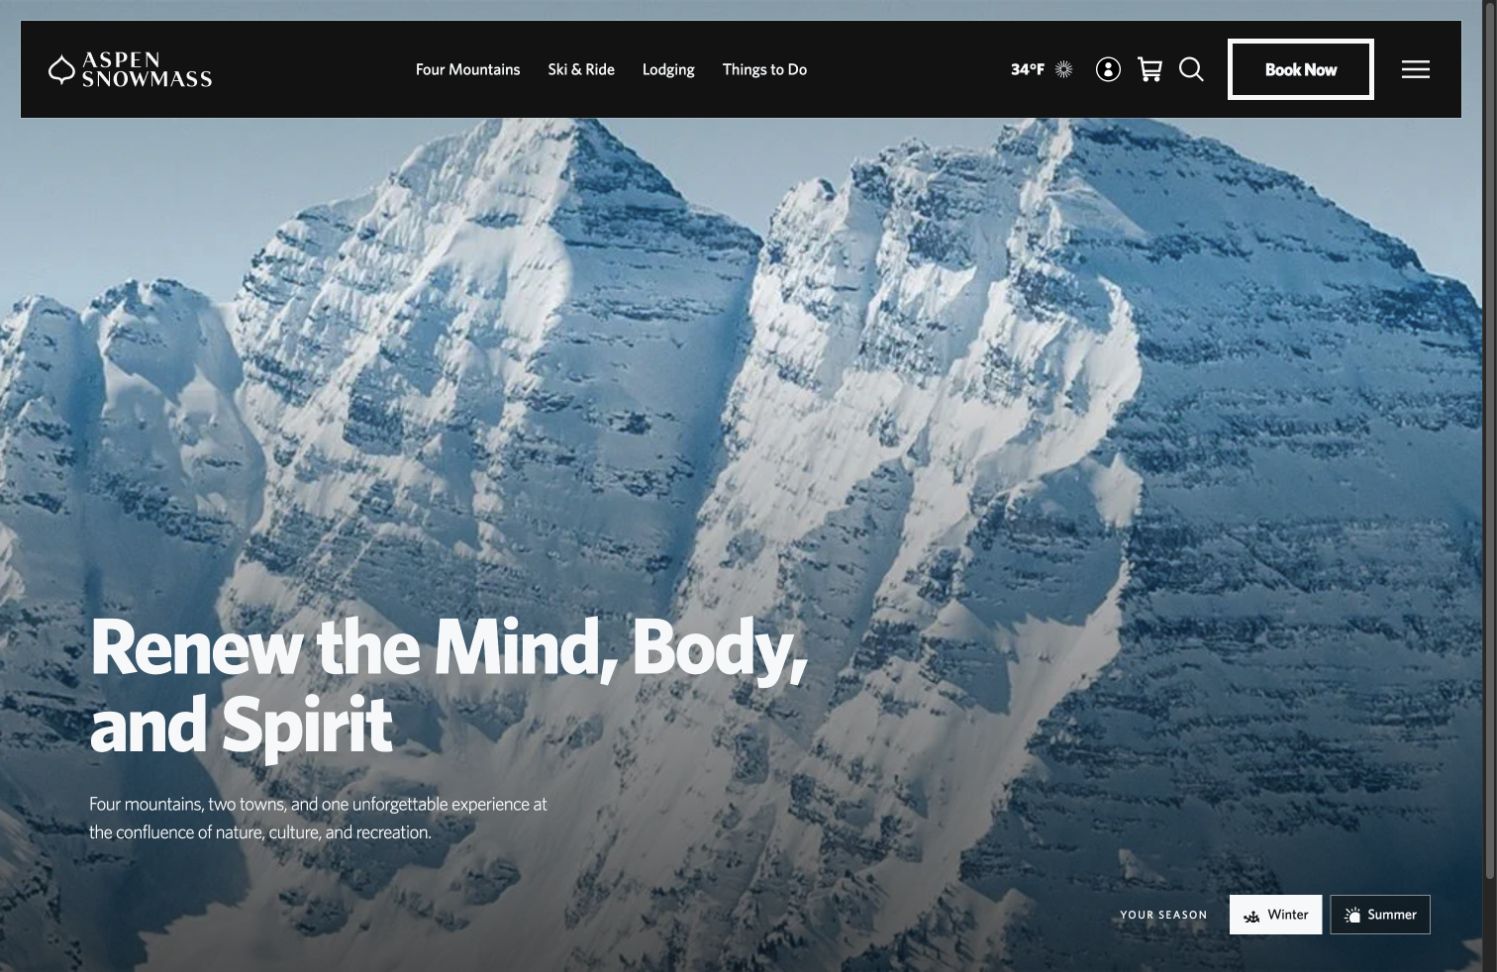 ASPEN
SNOWMASS
Four Mountains
Ski & Ride
Lodging
Things to Do
34°F
Book Now
Renew the Mind, Body,
and Spirit
Four mountains, two towns, and one unforgettable experience at
the confluence of nature, culture, and recreation.
YOUR SEASON
Winter
Summer